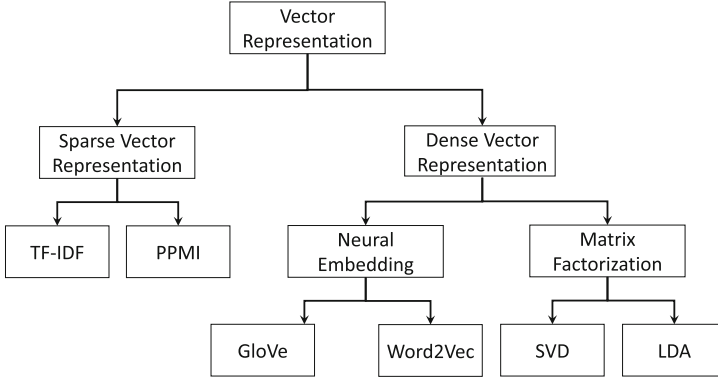 Vector
Representation
Sparse Vector
Representation
Dense Vector
Representation
TF-IDF
PPMI
Neural
Embedding
Matrix
Factorization
GloVe
Word2Vec
SVD
LDA